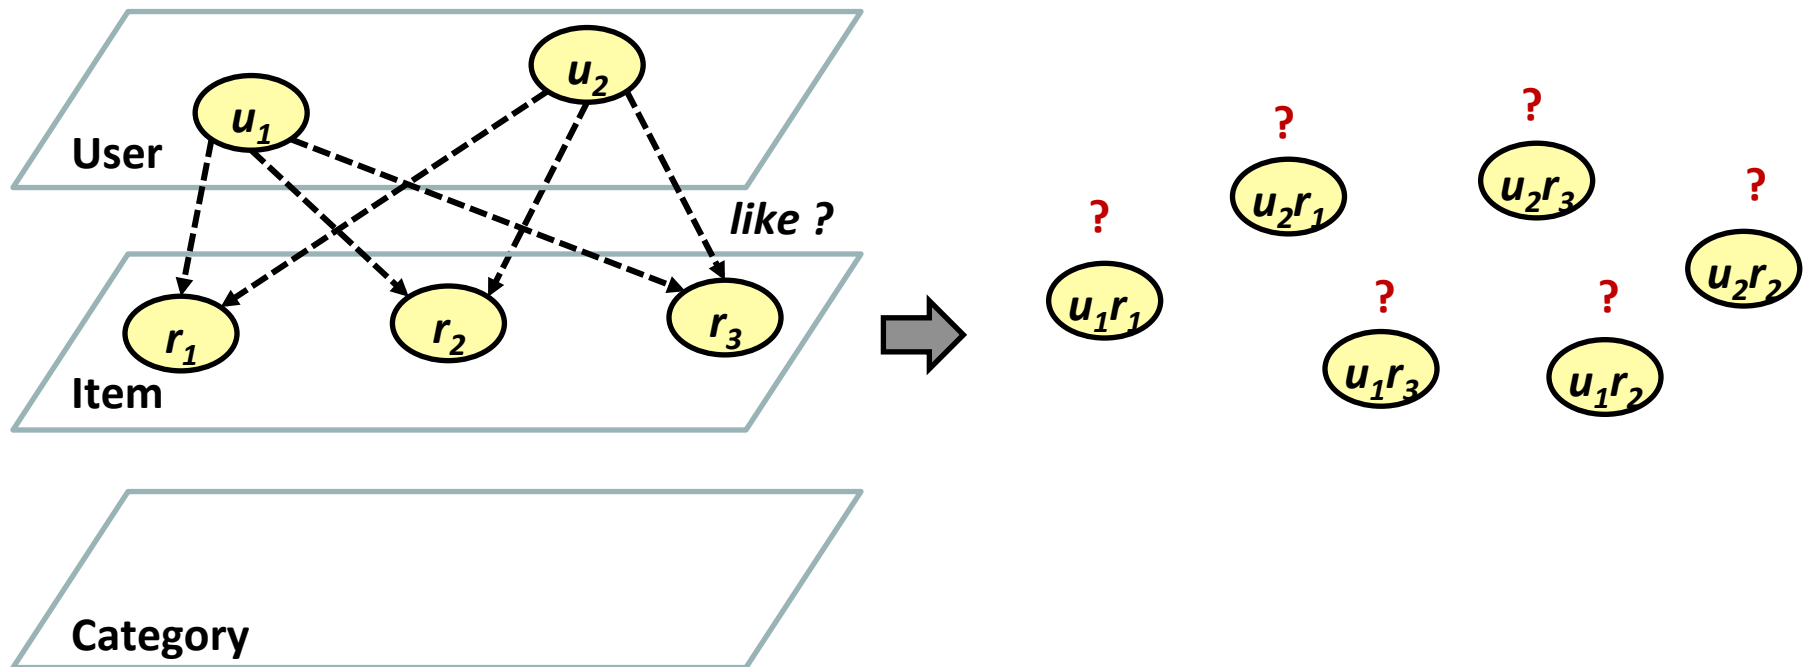 u₂
u₁
User
like ?
r₁
r₂
r₃
Item
Category
?
?
?
?
u₂r₁
u₂r₃
u₂r₂
u₁r₁
?
?
u₁r₃
u₁r₂